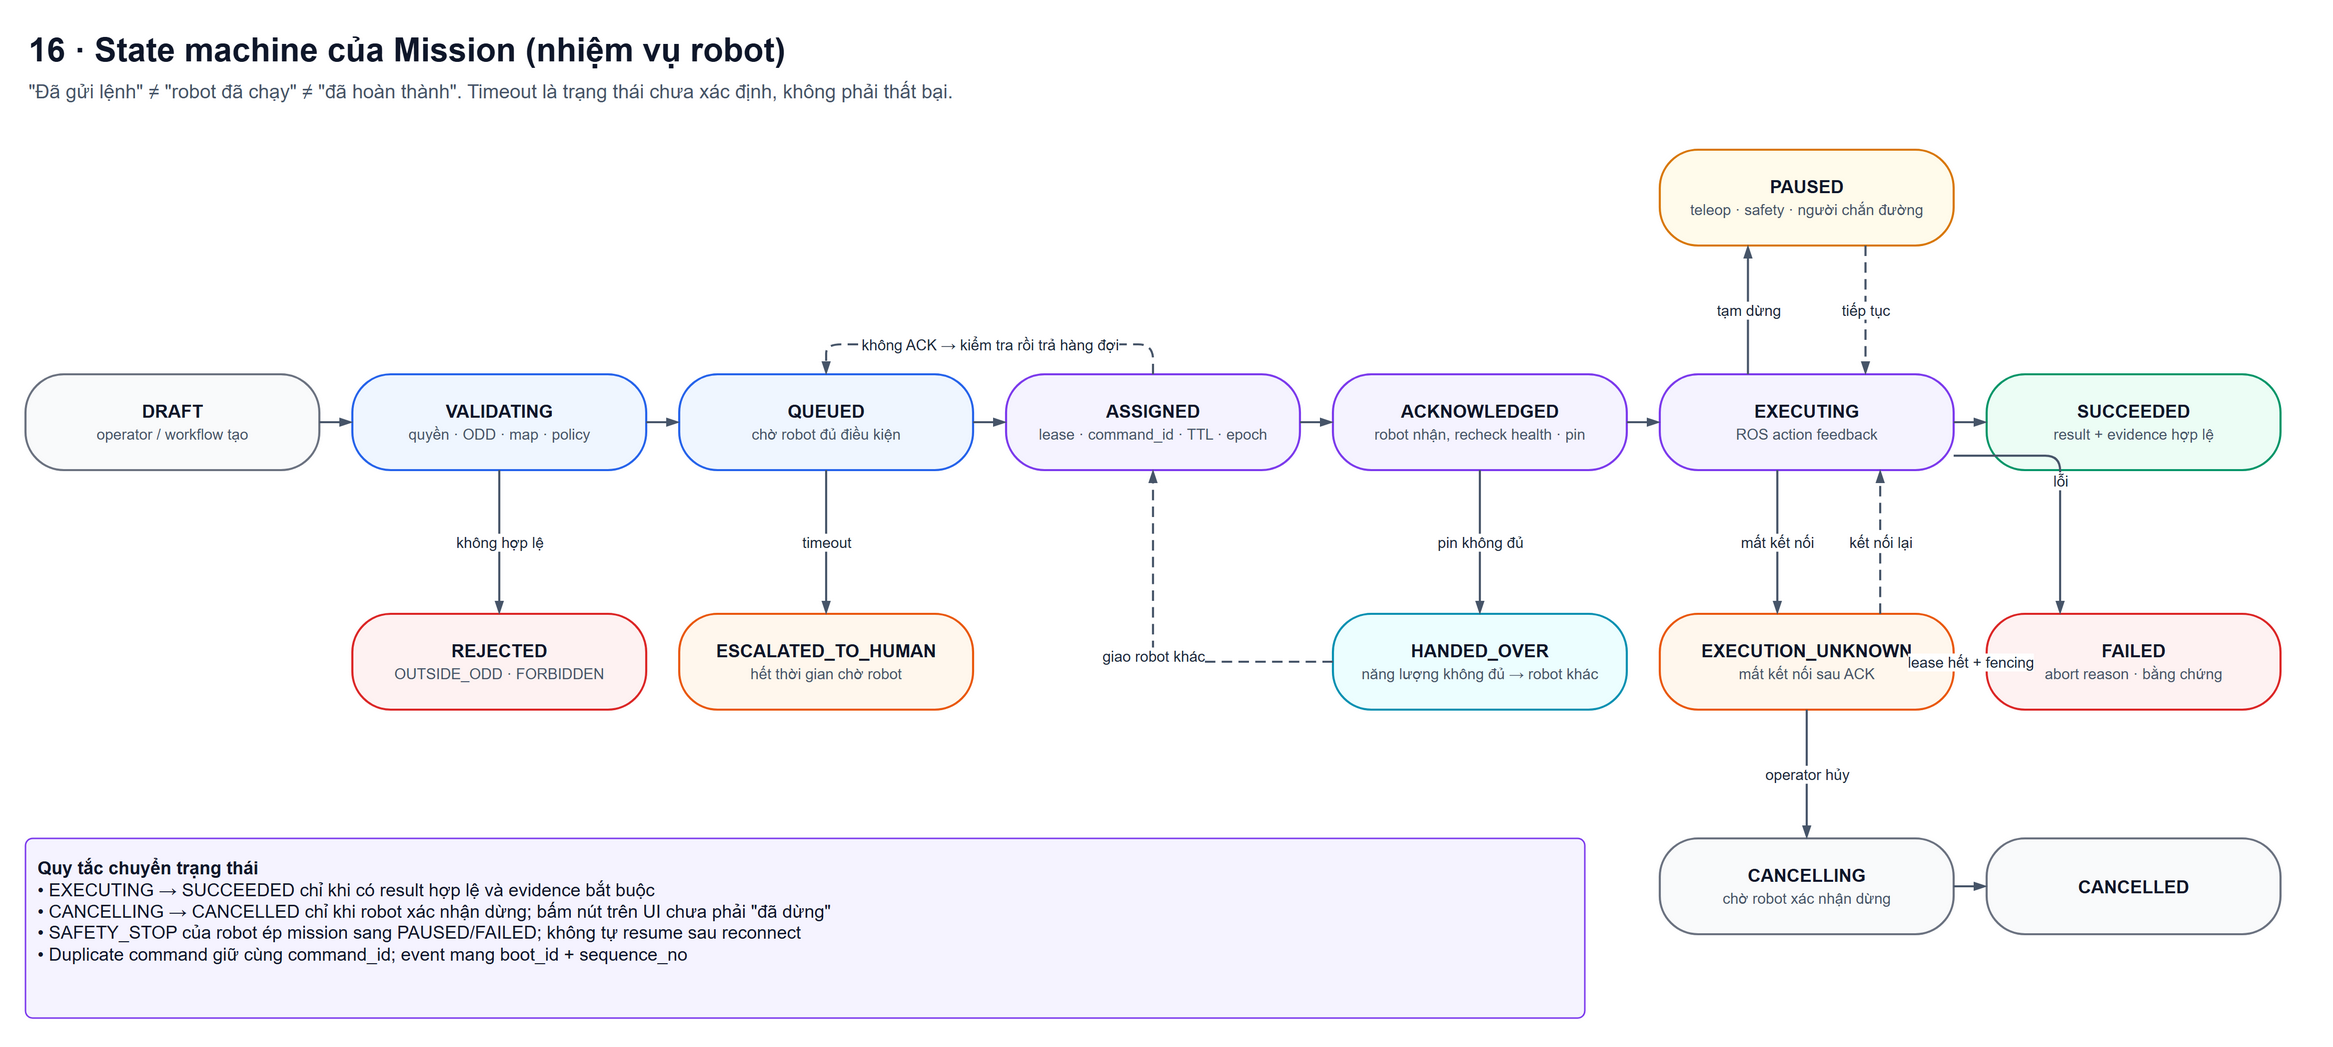 16 · State machine của Mission (nhiệm vụ robot)
"Đã gửi lệnh" ≠ "robot đã chạy" ≠ "đã hoàn thành". Timeout là trạng thái chưa xác định, không phải thất bại.
PAUSED
teleop · safety · người chắn đường
tạm dừng
tiếp tục
không ACK → kiểm tra rồi trả hàng đợi
DRAFT
operator / workflow tạo
VALIDATING
quyền · ODD · map · policy
QUEUED
chờ robot đủ điều kiện
ASSIGNED
lease · command_id · TTL · epoch
ACKNOWLEDGED
robot nhận, recheck health · pin
EXECUTING
ROS action feedback
SUCCEEDED
result + evidence hợp lệ
lỗi
không hợp lệ
timeout
pin không đủ
mất kết nối
kết nối lại
REJECTED
OUTSIDE_ODD · FORBIDDEN
ESCALATED_TO_HUMAN
hết thời gian chờ robot
giao robot khác
HANDED_OVER
năng lượng không đủ → robot khác
EXECUTION_UNKNOWN
mất kết nối sau ACK
lease hết + fencing
FAILED
abort reason · bằng chứng
operator hủy
CANCELLING
chờ robot xác nhận dừng
CANCELLED
Quy tắc chuyển trạng thái
• EXECUTING → SUCCEEDED chỉ khi có result hợp lệ và evidence bắt buộc
• CANCELLING → CANCELLED chỉ khi robot xác nhận dừng; bấm nút trên UI chưa phải "đã dừng"
• SAFETY_STOP của robot ép mission sang PAUSED/FAILED; không tự resume sau reconnect
• Duplicate command giữ cùng command_id; event mang boot_id + sequence_no